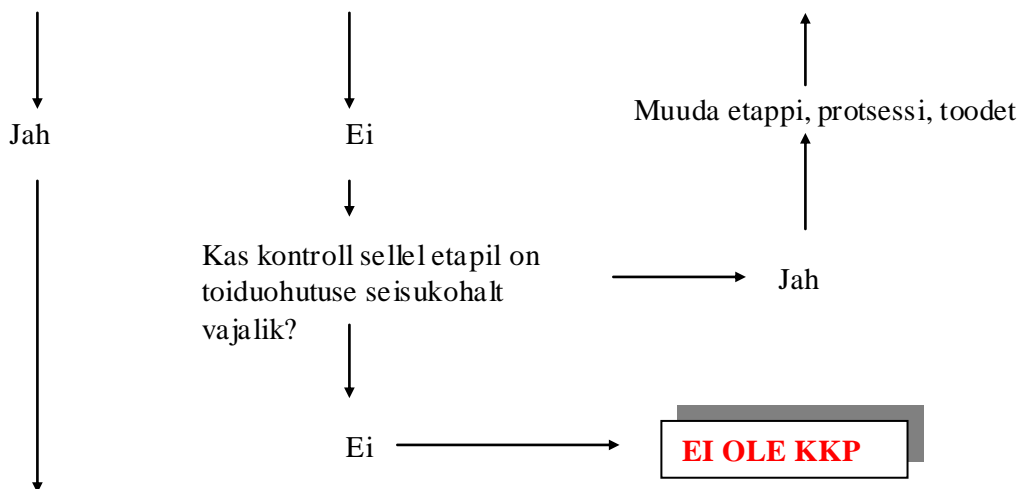 Muuda etappi, protsessi, toodet
Jah
Ei
Kas kontroll sellel etapil on
toiduohutuse seisukohalt
vajalik?
Jah
Ei
EI OLE KKP